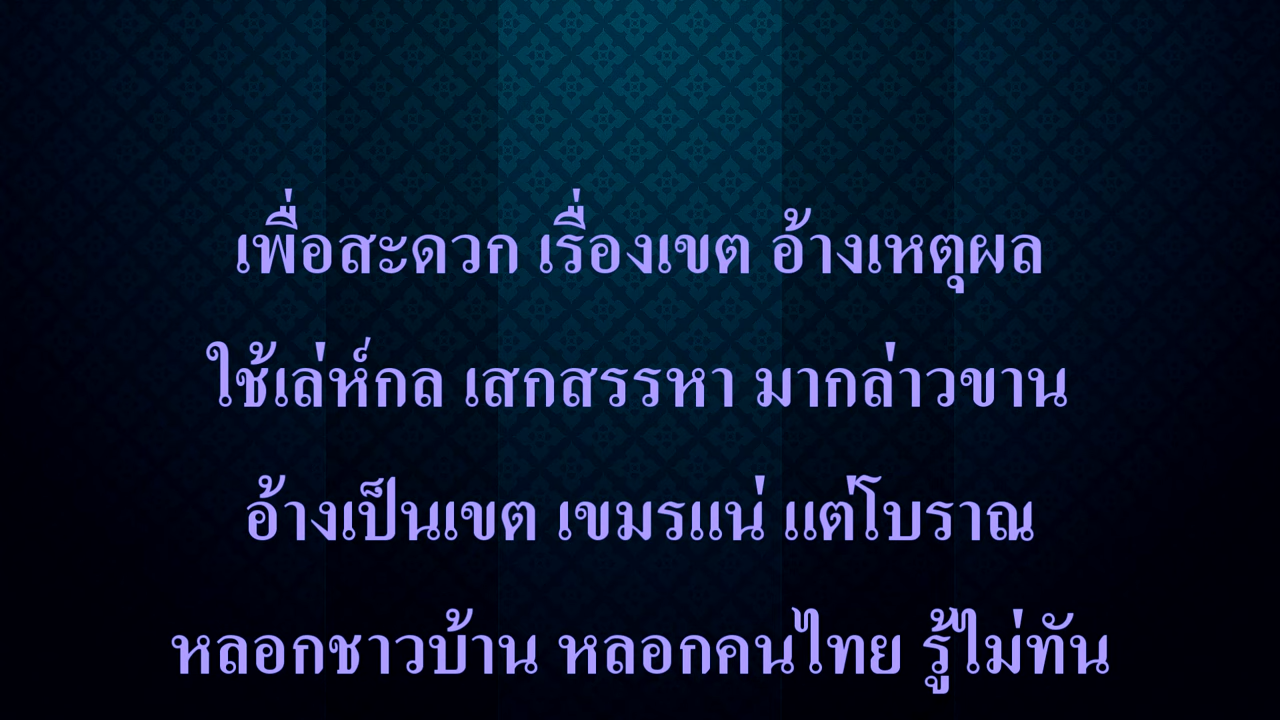 เพื่อสะดวก เรื่องเขต อ้างเหตุผล
ใช้เล่ห์กล เสกสรรหา มากล่าวขาน
อ้างเป็นเขต เขมรแน่ แต่โบราณ
หลอกชาวบ้าน หลอกคนไทย รู้ไม่ทัน